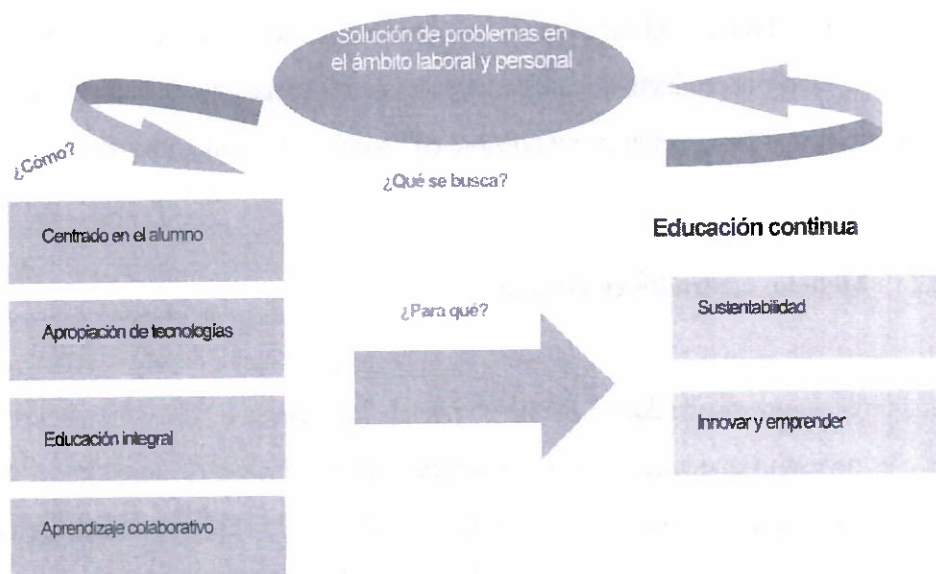 Solución de problemas en
el ámbito laboral y personal
¿Cómo?
¿Qué se busca?
Centrado en el alumno
Apropiación de tecnologías
Educación integral
Aprendizaje colaborativo
¿Para qué?
Educación continua
Sustentabilidad
Innovar y emprender